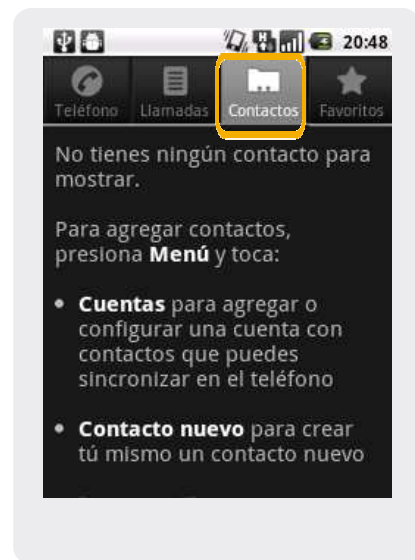 20:48
Teléfono Llamadas Contactos Favoritos
No tienes ningún contacto para
mostrar.
Para agregar contactos,
presiona Menú y toca:
• Cuentas para agregar o
configurar una cuenta con
contactos que puedes
sincronizar en el teléfono
• Contacto nuevo para crear
tú mismo un contacto nuevo